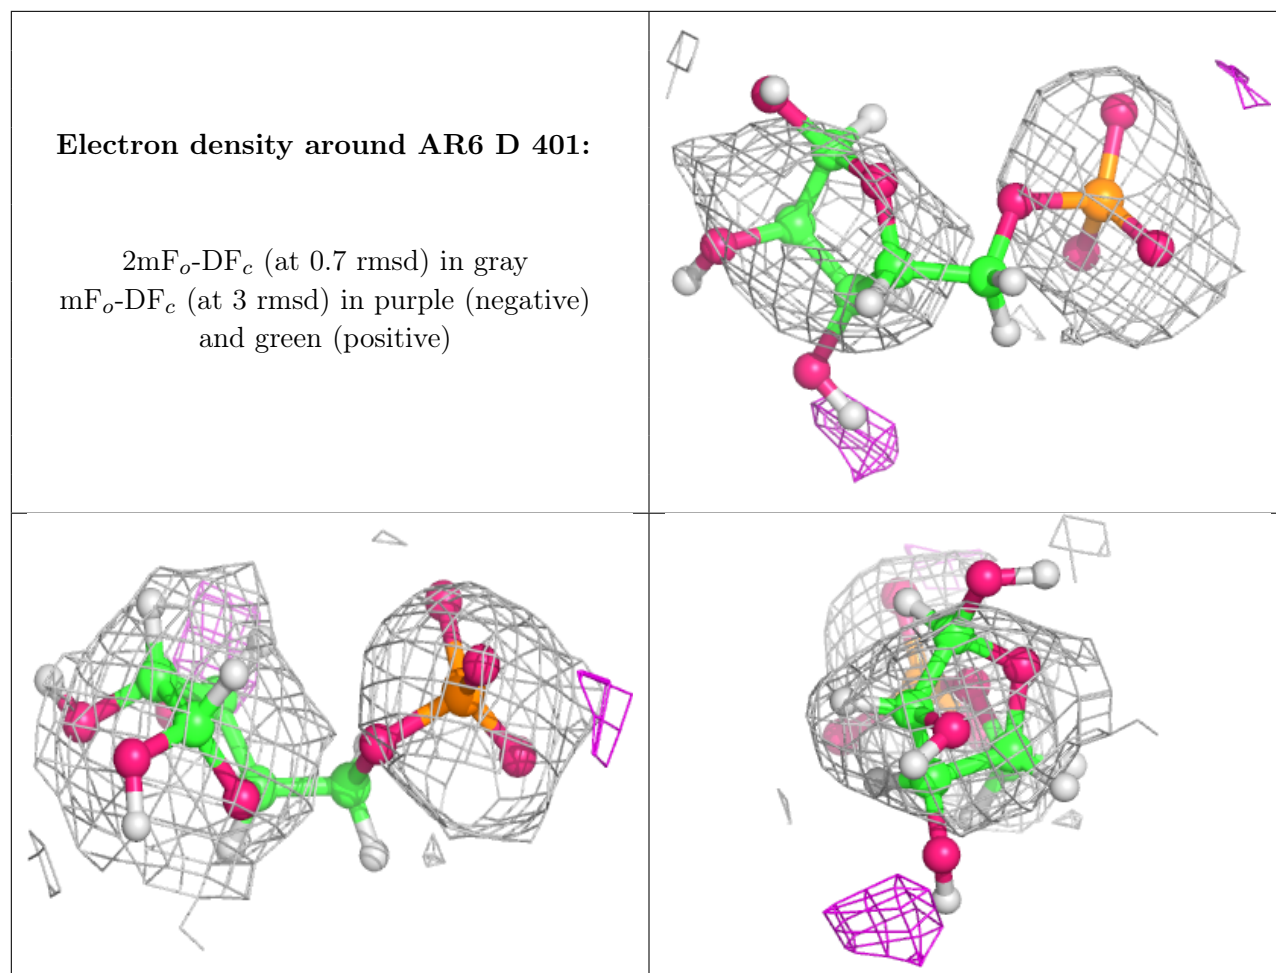 Electron density around AR6 D 401:
2mFo-DFc (at 0.7 rmsd) in gray
mFo-DFc (at 3 rmsd) in purple (negative)
and green (positive)